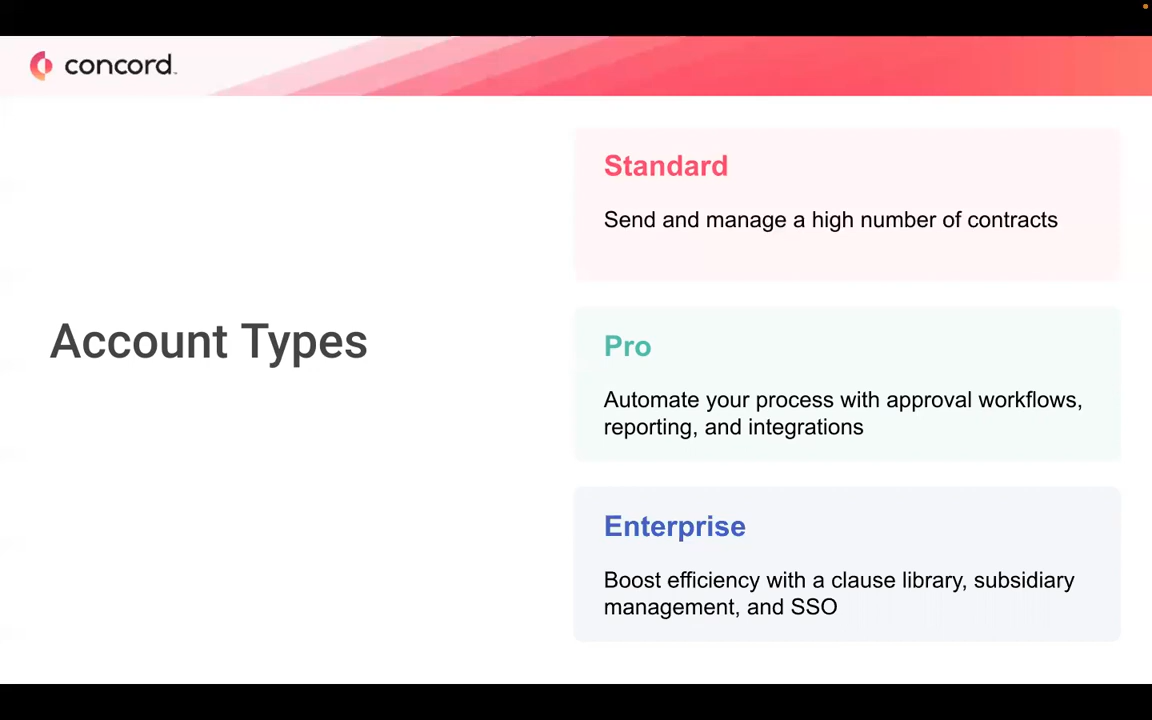 concord
Account Types
Standard
Send and manage a high number of contracts
Pro
Automate your process with approval workflows,
reporting, and integrations
Enterprise
Boost efficiency with a clause library, subsidiary
management, and SSO